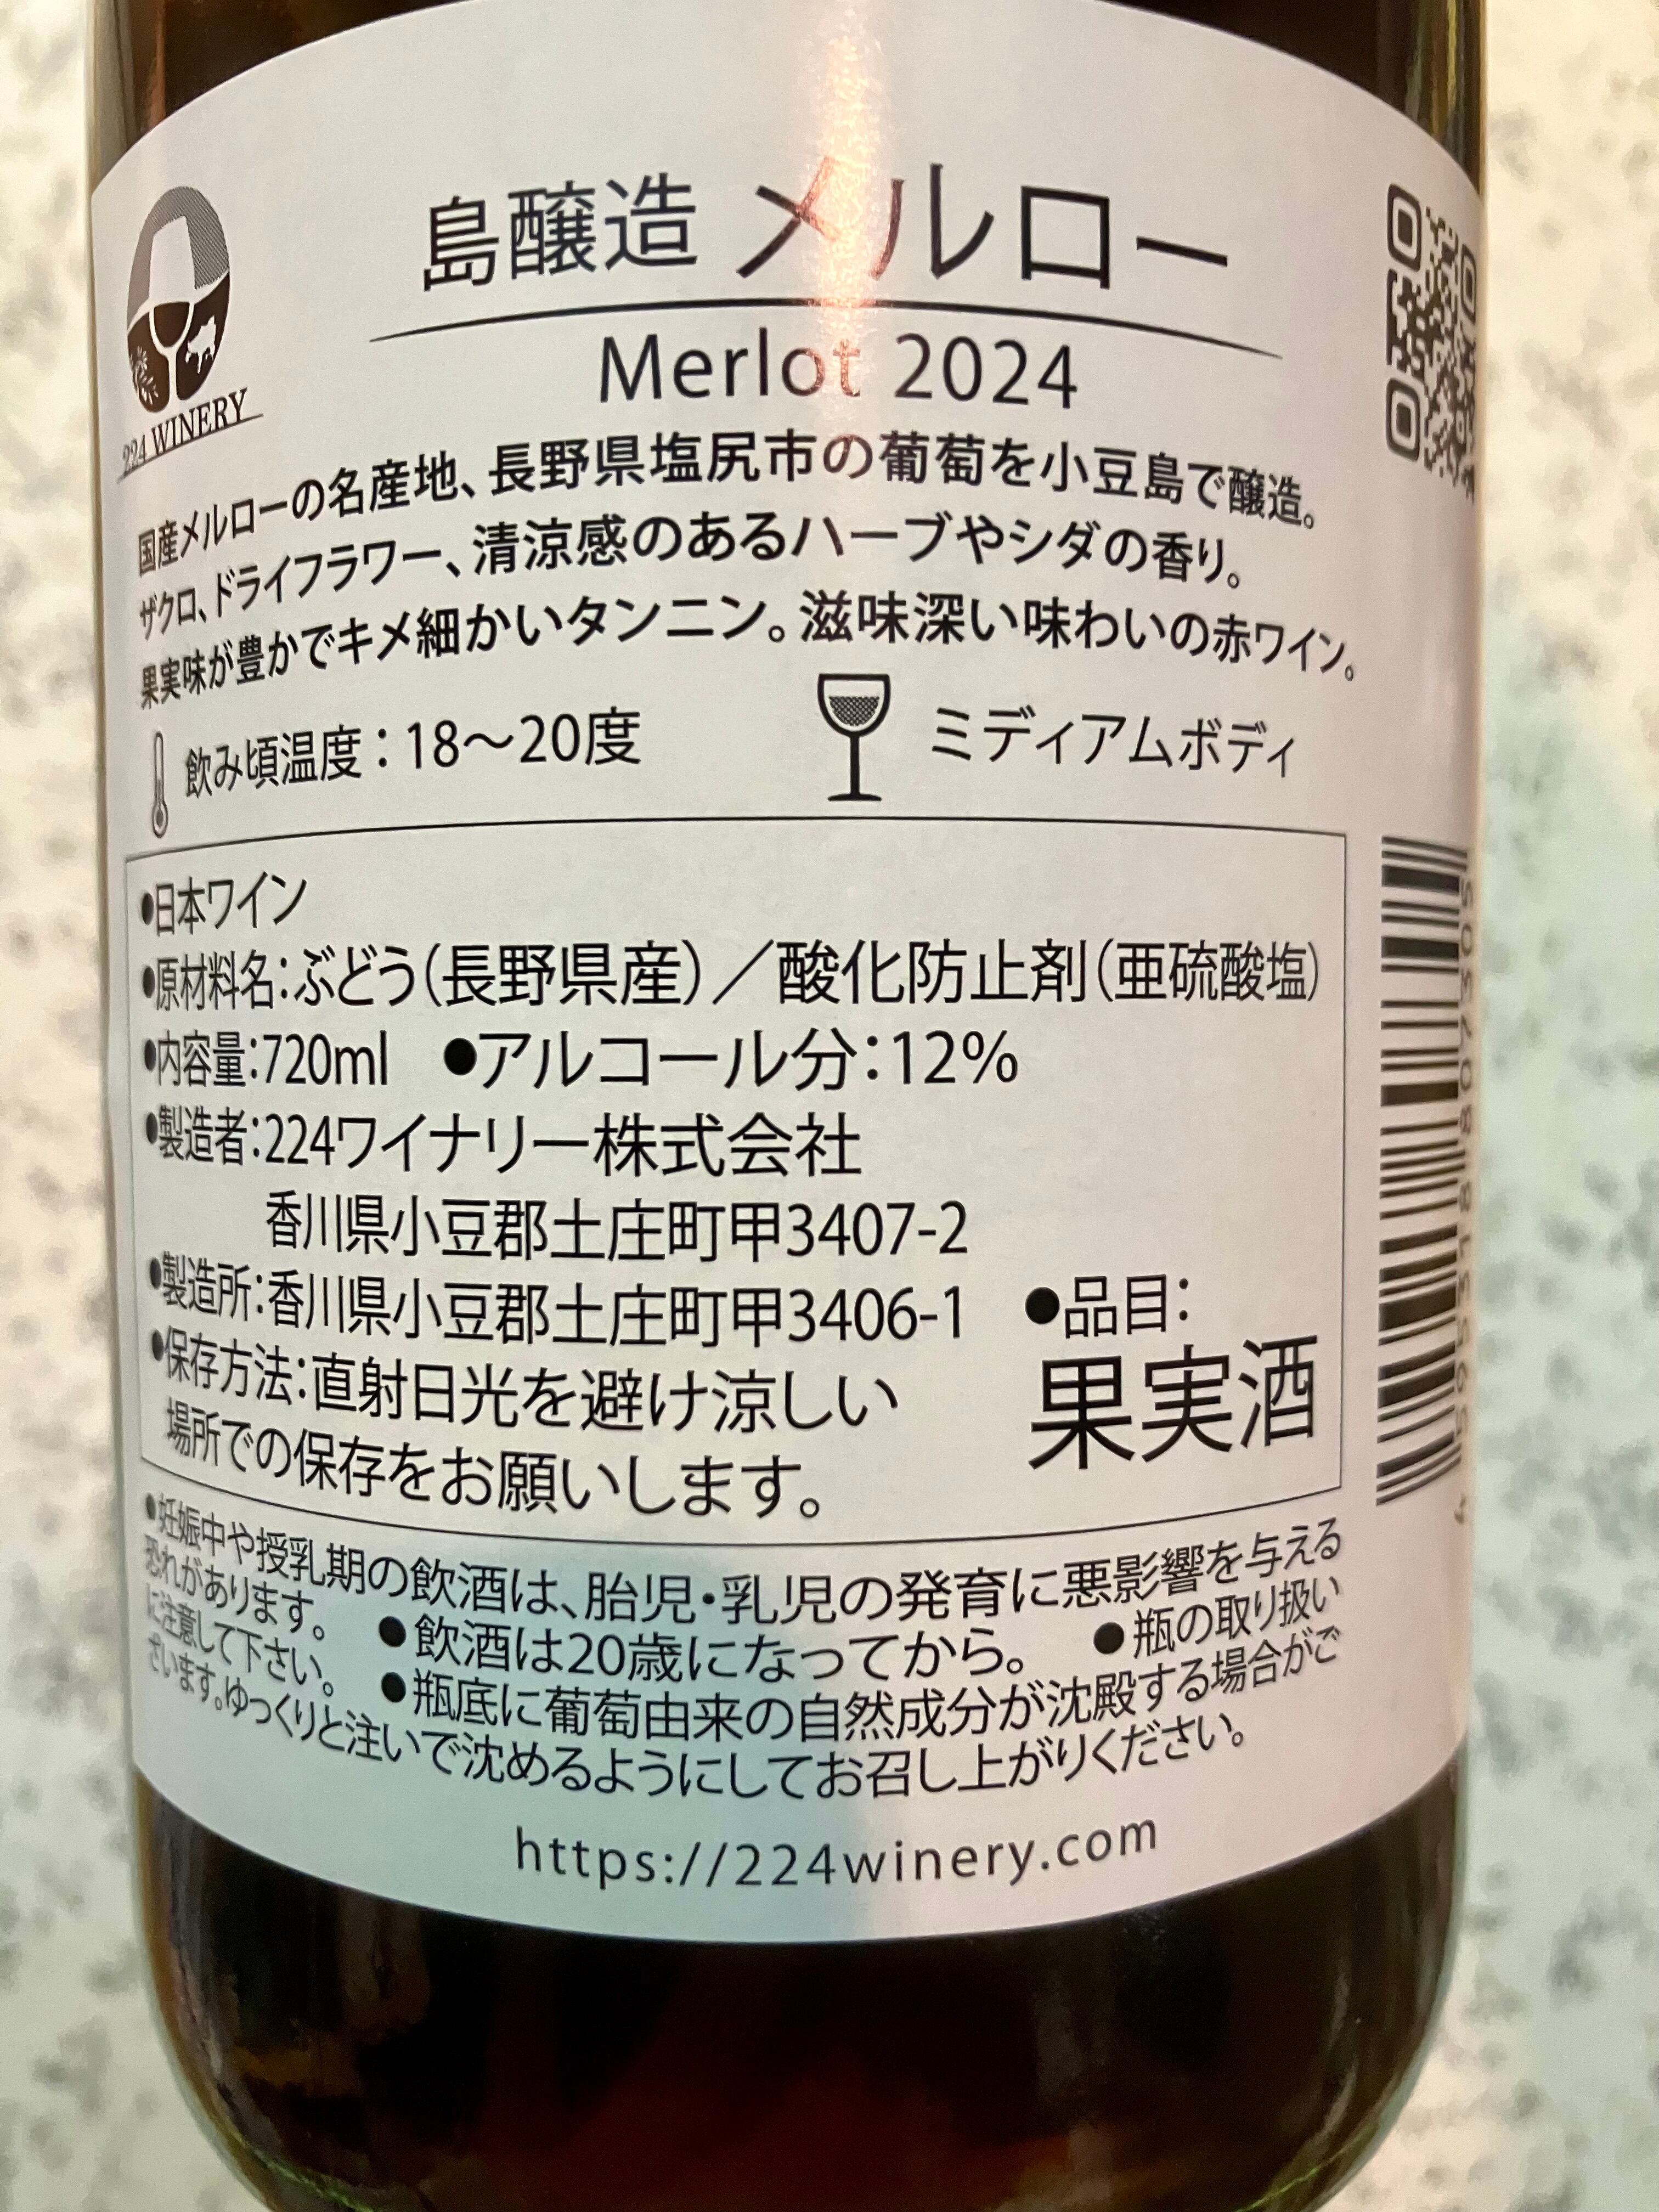 島醸造 メルロー
Merlot 2024
224 WINERY
国産メルローの名産地、長野県塩尻市の葡萄を小豆島で醸造。
ザクロ、ドライフラワー、清涼感のあるハーブやシダの香り。
果実味が豊かでキメ細かいタンニン。滋味深い味わいの赤ワイン。
飲み頃温度：18～20度
ミディアムボディ
●日本ワイン
●原材料名：ぶどう（長野県産）／酸化防止剤（亜硫酸塩）
●内容量：720ml ●アルコール分：12%
●製造者：224ワイナリー株式会社
香川県小豆郡土庄町甲3407-2
●製造所：香川県小豆郡土庄町甲3406-1
●保存方法：直射日光を避け涼しい
場所での保存をお願いします。
●品目：
果実酒
●妊娠中や授乳期の飲酒は、胎児・乳児の発育に悪影響を与える
恐れがあります。 ●飲酒は20歳になってから。 ●瓶の取り扱い
に注意して下さい。 ●瓶底に葡萄由来の自然成分が沈殿する場合がご
ざいます。ゆっくりと注いで沈めるようにしてお召し上がりください。
https://224winery.com